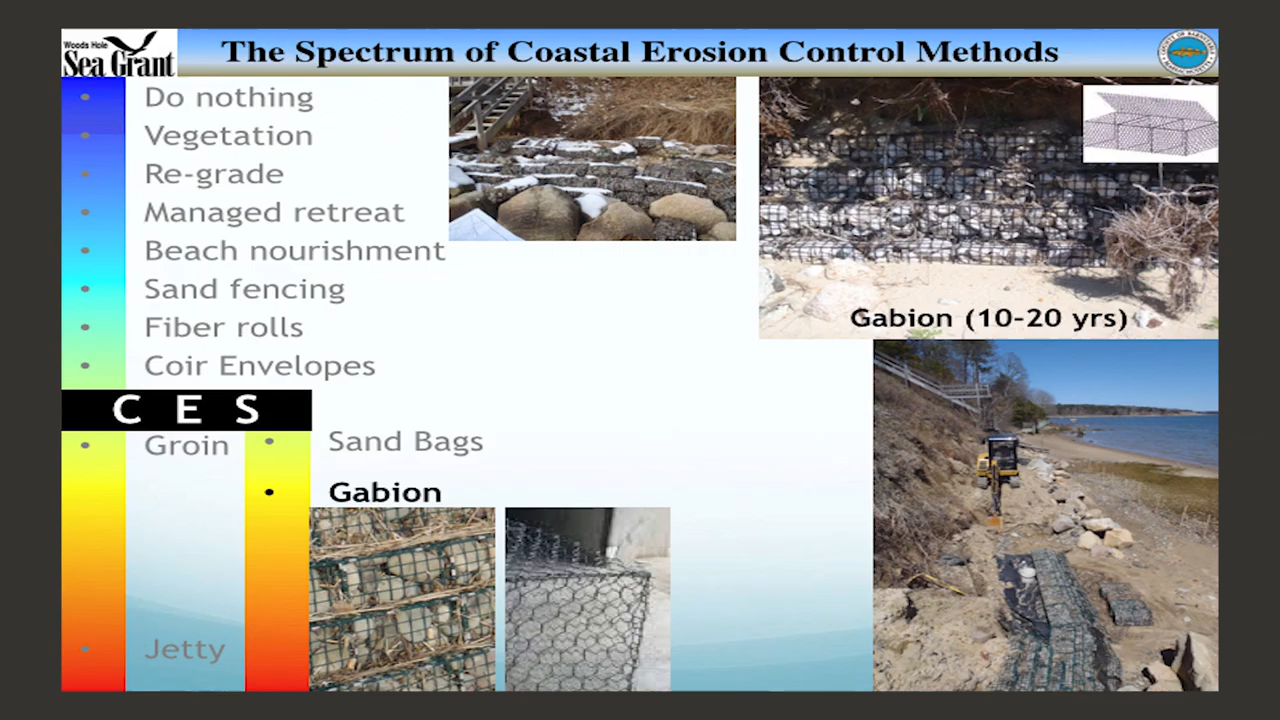 Woods Hole
Sea Grant
The Spectrum of Coastal Erosion Control Methods
• Do nothing
• Vegetation
• Re-grade
• Managed retreat
• Beach nourishment
• Sand fencing
• Fiber rolls
• Coir Envelopes
C E S
• Groin
• Sand Bags
• Gabion
• Jetty
Gabion (10-20 yrs)